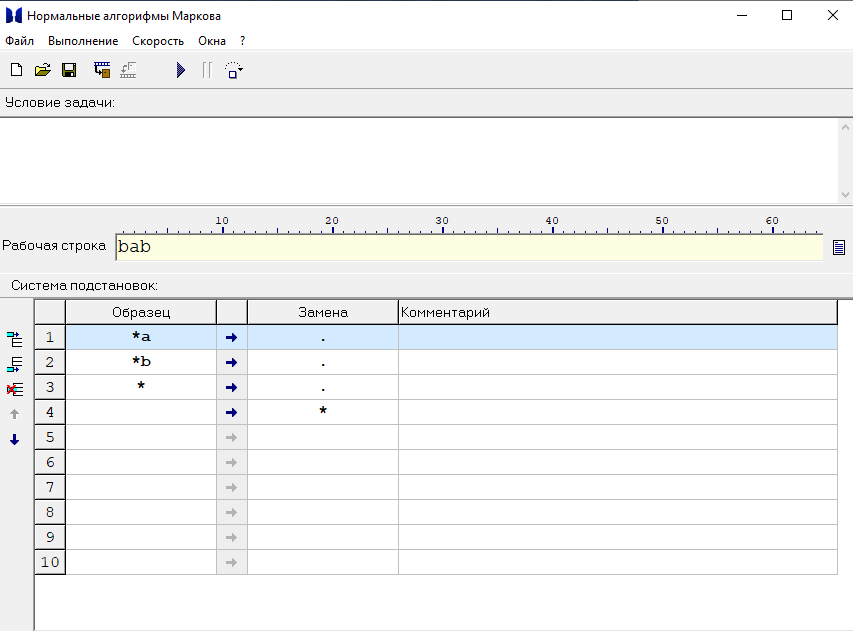 Нормальные алгорифмы Маркова
Файл Выполнение Скорость Окна ?
Условие задачи:
10 20 30 40 50 60
Рабочая строка bab
Система подстановок:
Образец Замена Комментарий
1 *a → .
2 *b → .
3 * → .
4 → *
5 →
6 →
7 →
8 →
9 →
10 →